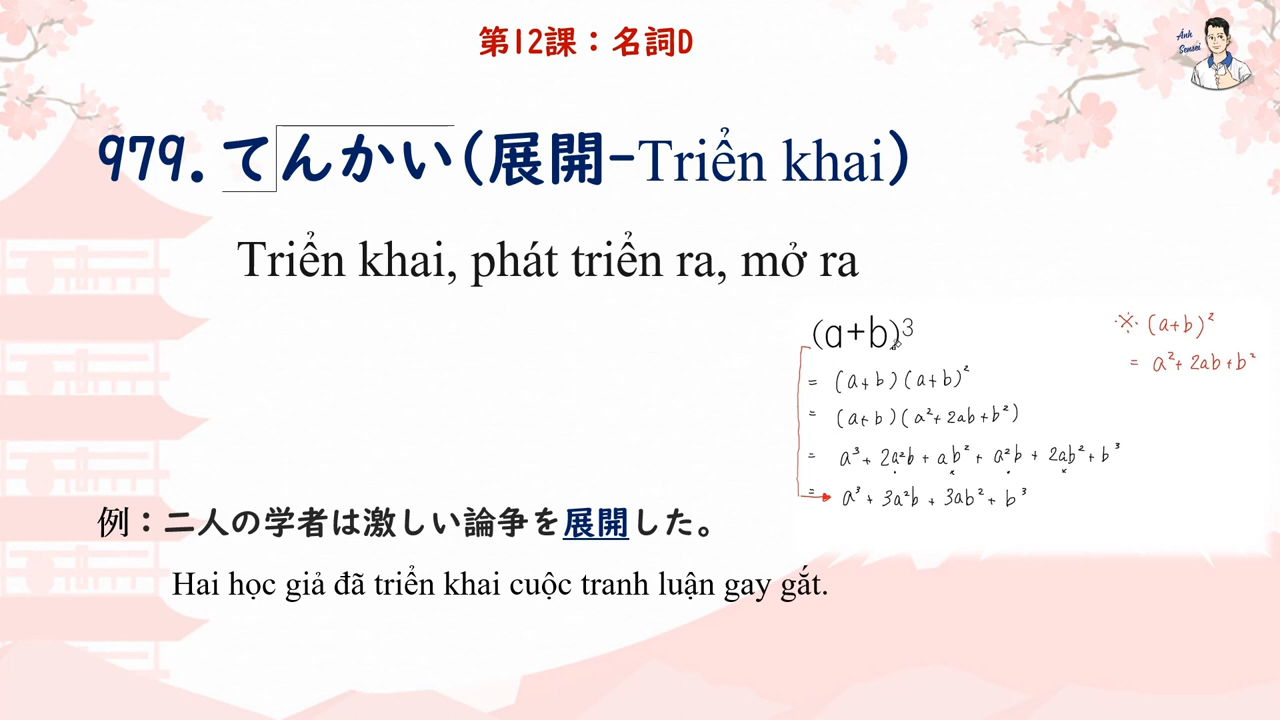 第12課：名詞D
Anh
Sensei
979.てんかい(展開-Triển khai)
Triển khai, phát triển ra, mở ra
(a+b)³
= (a+b)(a+b)²
= (a+b)(a²+2ab+b²)
= a³+2a²b+ab²+a²b+2ab²+b³
= a³+3a²b+3ab²+b³
※ (a+b)²
= a²+2ab+b²
例：二人の学者は激しい論争を展開した。
Hai học giả đã triển khai cuộc tranh luận gay gắt.